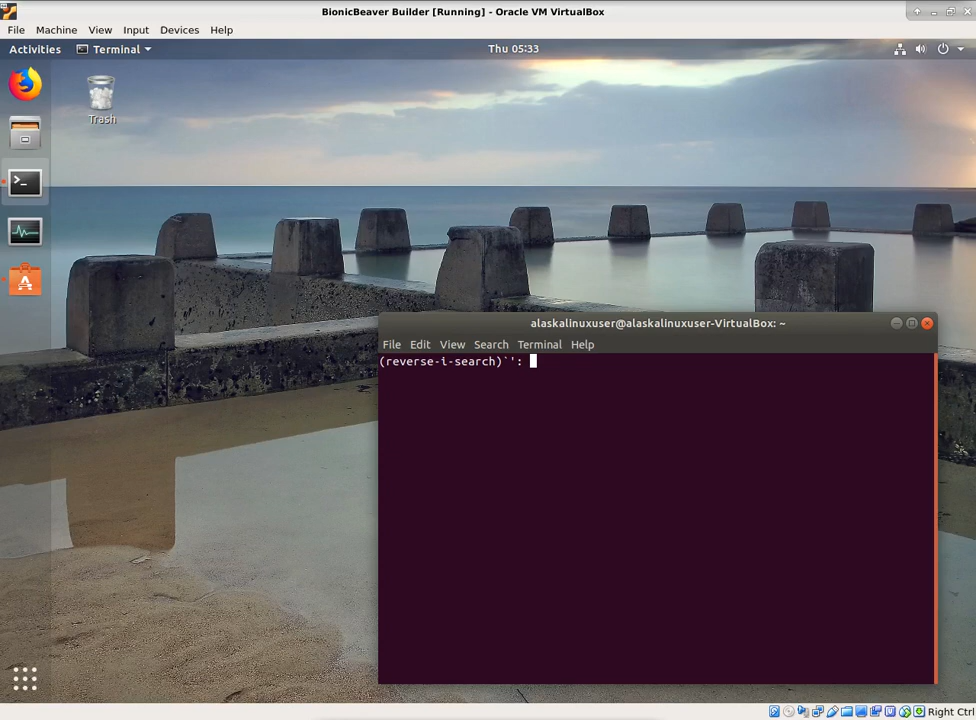 BionicBeaver Builder [Running] - Oracle VM VirtualBox
File Machine View Input Devices Help
Activities Terminal Thu 05:33
Trash
alaskalinuxuser@alaskalinuxuser-VirtualBox: ~
File Edit View Search Terminal Help
(reverse-i-search)`':
Right Ctrl